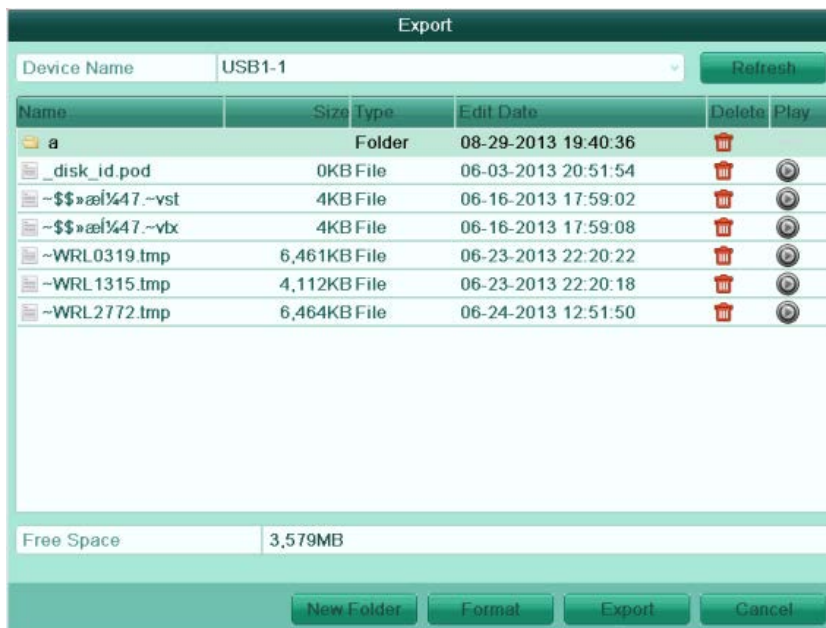 Export
Device Name USB1-1 Refresh
Name Size Type Edit Date Delete Play
a Folder 08-29-2013 19:40:36
_disk_id.pod 0KB File 06-03-2013 20:51:54
~$$»æÍ¼47.~vst 4KB File 06-16-2013 17:59:02
~$$»æÍ¼47.~vtx 4KB File 06-16-2013 17:59:08
~WRL0319.tmp 6,461KB File 06-23-2013 22:20:22
~WRL1315.tmp 4,112KB File 06-23-2013 22:20:18
~WRL2772.tmp 6,464KB File 06-24-2013 12:51:50
Free Space 3,579MB
New Folder Format Export Cancel